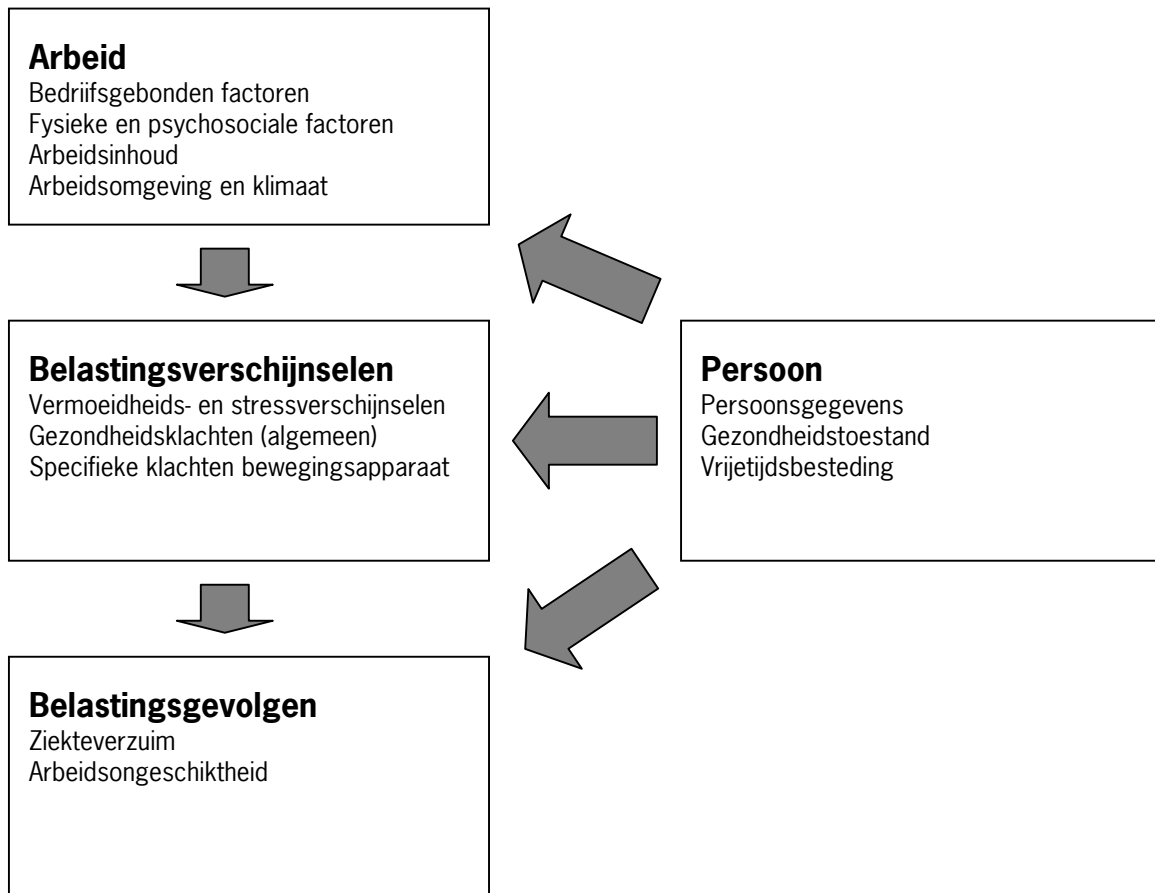 Arbeid
Bedriifsgebonden factoren
Fysieke en psychosociale factoren
Arbeidsinhoud
Arbeidsomgeving en klimaat
Belastingsverschijnselen
Vermoeidheids- en stressverschijnselen
Gezondheidsklachten (algemeen)
Specifieke klachten bewegingsapparaat
Persoon
Persoonsgegevens
Gezondheidstoestand
Vrijetijdsbesteding
Belastingsgevolgen
Ziekteverzuim
Arbeidsongeschiktheid